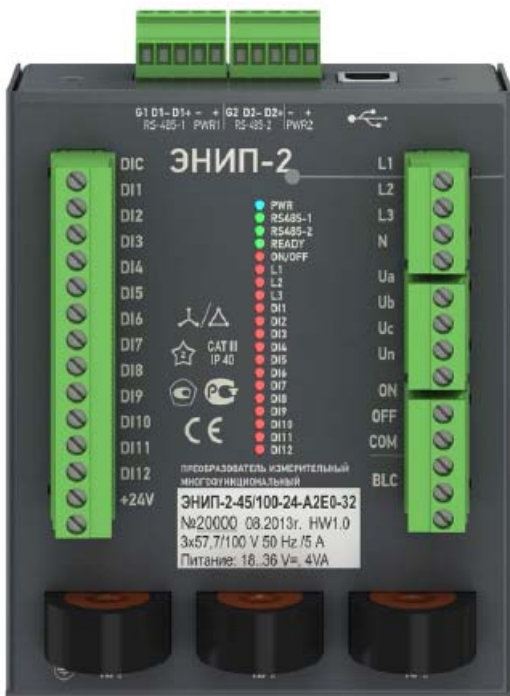 G1 D1- D1+ - + G2 D2- D2+ - +
RS-485-1 PWR1 RS-485-2 PWR2
ЭНИП-2
DIC
DI1
DI2
DI3
DI4
DI5
DI6
DI7
DI8
DI9
DI10
DI11
DI12
+24V
PWR
RS485-1
RS485-2
READY
ON/OFF
L1
L2
L3
DI1
DI2
DI3
DI4
DI5
DI6
DI7
DI8
DI9
DI10
DI11
DI12
L1
L2
L3
N
Ua
Ub
Uc
Un
ON
OFF
COM
BLC
2
CAT III
IP 40
РС
CE
ПРЕОБРАЗОВАТЕЛЬ ИЗМЕРИТЕЛЬНЫЙ
МНОГОФУНКЦИОНАЛЬНЫЙ
ЭНИП-2-45/100-24-A2E0-32
№20000 08.2013г. HW1.0
3x57,7/100 V 50 Hz /5 A
Питание: 18..36 V=, 4VA